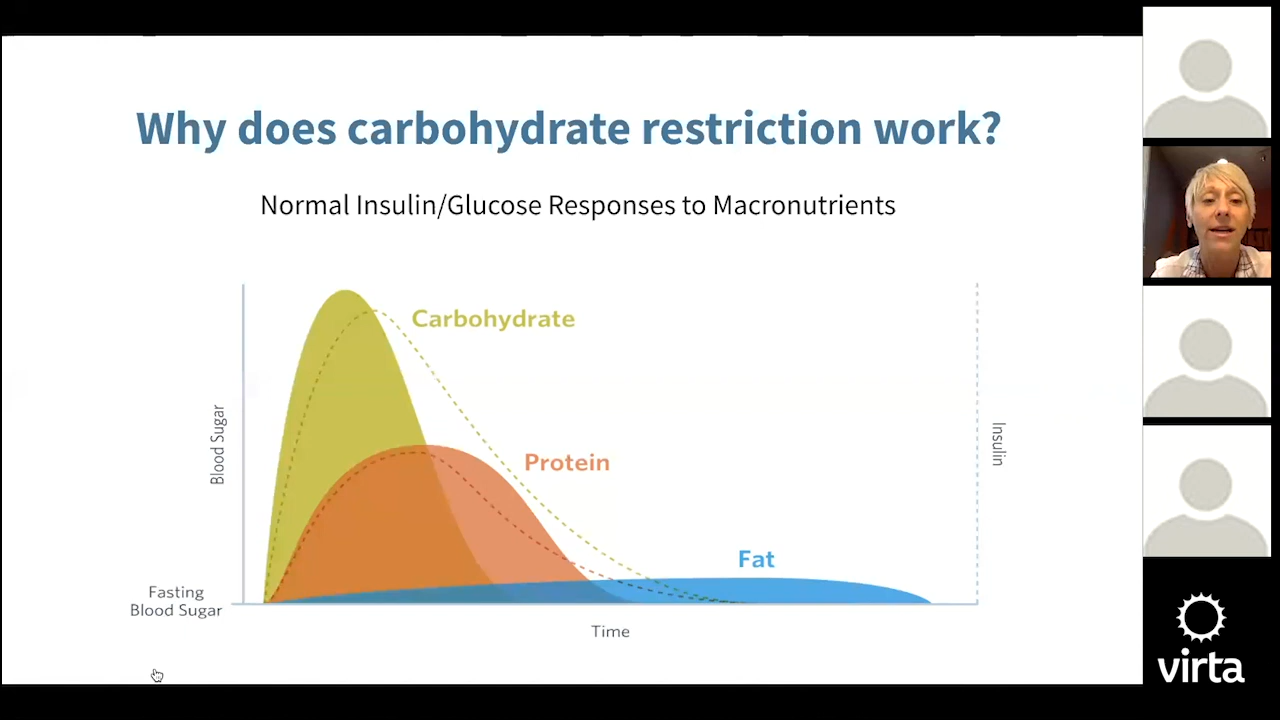 Why does carbohydrate restriction work?
Normal Insulin/Glucose Responses to Macronutrients
Carbohydrate
Blood Sugar
Insulin
Protein
Fat
Fasting
Blood Sugar
Time
virta